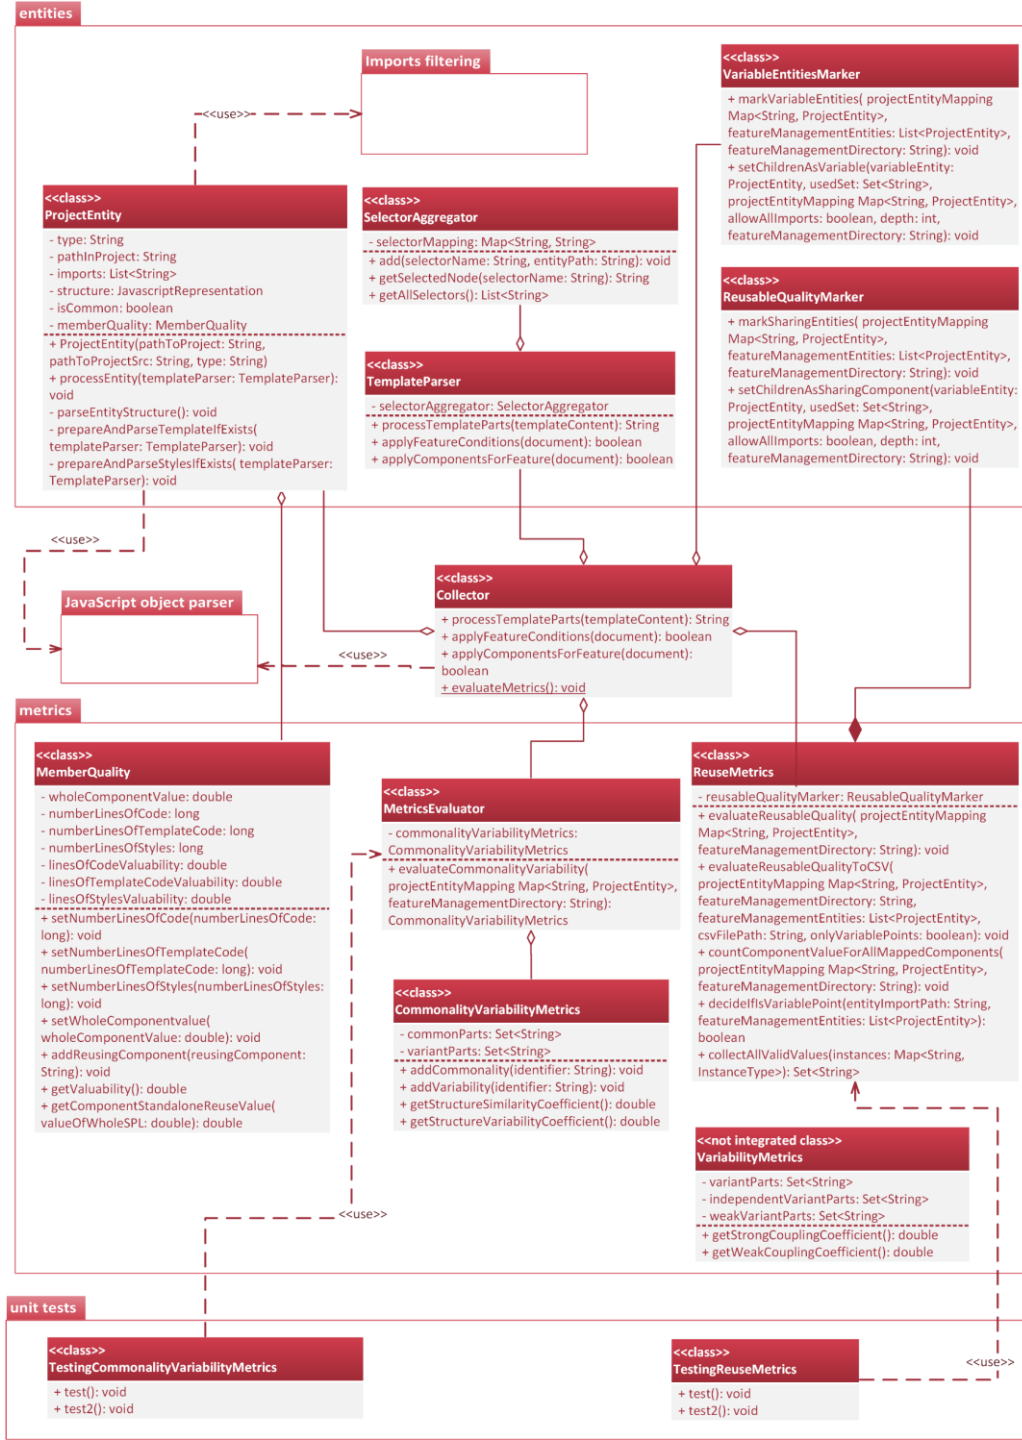 entities
Imports filtering
<<use>>
<<class>>
VariableEntitiesMarker
+ markVariableEntities( projectEntityMapping
Map<String, ProjectEntity>,
featureManagementEntities: List<ProjectEntity>,
featureManagementDirectory: String): void
+ setChildrenAsVariable(variableEntity:
ProjectEntity, usedSet: Set<String>,
projectEntityMapping Map<String, ProjectEntity>,
allowAllImports: boolean, depth: int,
featureManagementDirectory: String): void
<<class>>
ProjectEntity
- type: String
- pathInProject: String
- imports: List<String>
- structure: JavascriptRepresentation
- isCommon: boolean
- memberQuality: MemberQuality
+ ProjectEntity(pathToProject: String,
pathToProjectSrc: String, type: String)
+ processEntity(templateParser: TemplateParser):
void
- parseEntityStructure(): void
- prepareAndParseTemplateIfExists(
templateParser: TemplateParser): void
- prepareAndParseStylesIfExists( templateParser:
TemplateParser): void
<<class>>
SelectorAggregator
- selectorMapping: Map<String, String>
+ add(selectorName: String, entityPath: String): void
+ getSelectedNode(selectorName: String): String
+ getAllSelectors(): List<String>
<<class>>
ReusableQualityMarker
+ markSharingEntities( projectEntityMapping
Map<String, ProjectEntity>,
featureManagementEntities: List<ProjectEntity>,
featureManagementDirectory: String): void
+ setChildrenAsSharingComponent(variableEntity:
ProjectEntity, usedSet: Set<String>,
projectEntityMapping Map<String, ProjectEntity>,
allowAllImports: boolean, depth: int,
featureManagementDirectory: String): void
<<class>>
TemplateParser
- selectorAggregator: SelectorAggregator
+ processTemplateParts(templateContent): String
+ applyFeatureConditions(document): boolean
+ applyComponentsForFeature(document): boolean
<<use>>
JavaScript object parser
<<use>>
<<class>>
Collector
+ processTemplateParts(templateContent): String
+ applyFeatureConditions(document): boolean
+ applyComponentsForFeature(document):
boolean
+ evaluateMetrics(): void
metrics
<<class>>
MemberQuality
- wholeComponentValue: double
- numberLinesOfCode: long
- numberLinesOfTemplateCode: long
- numberLinesOfStyles: long
- linesOfCodeValuability: double
- linesOfTemplateCodeValuability: double
- linesOfStylesValuability: double
+ setNumberLinesOfCode(numberLinesOfCode:
long): void
+ setNumberLinesOfTemplateCode(
numberLinesOfTemplateCode: long): void
+ setNumberLinesOfStyles(numberLinesOfStyles:
long): void
+ setWholeComponentvalue(
wholeComponentValue: double): void
+ addReusingComponent(reusingComponent:
String): void
+ getValuability(): double
+ getComponentStandaloneReuseValue(
valueOfWholeSPL: double): double
<<class>>
MetricsEvaluator
- commonalityVariabilityMetrics:
CommonalityVariabilityMetrics
+ evaluateCommonalityVariability(
projectEntityMapping Map<String, ProjectEntity>,
featureManagementDirectory: String):
CommonalityVariabilityMetrics
<<class>>
ReuseMetrics
- reusableQualityMarker: ReusableQualityMarker
+ evaluateReusableQuality( projectEntityMapping
Map<String, ProjectEntity>,
featureManagementDirectory: String): void
+ evaluateReusableQualityToCSV(
projectEntityMapping Map<String, ProjectEntity>,
featureManagementDirectory: String,
featureManagementEntities: List<ProjectEntity>,
csvFilePath: String, onlyVariablePoints: boolean): void
+ countComponentValueForAllMappedComponents(
projectEntityMapping Map<String, ProjectEntity>,
featureManagementDirectory: String): void
+ decideIfIsVariablePoint(entityImportPath: String,
featureManagementEntities: List<ProjectEntity>):
boolean
+ collectAllValidValues(instances: Map<String,
InstanceType>): Set<String>
<<class>>
CommonalityVariabilityMetrics
- commonParts: Set<String>
- variantParts: Set<String>
+ addCommonality(identifier: String): void
+ addVariability(identifier: String): void
+ getStructureSimilarityCoefficient(): double
+ getStructureVariabilityCoefficient(): double
<<not integrated class>>
VariabilityMetrics
- variantParts: Set<String>
- independentVariantParts: Set<String>
- weakVariantParts: Set<String>
+ getStrongCouplingCoefficient(): double
+ getWeakCouplingCoefficient(): double
<<use>>
unit tests
<<class>>
TestingCommonalityVariabilityMetrics
+ test(): void
+ test2(): void
<<class>>
TestingReuseMetrics
+ test(): void
+ test2(): void
<<use>>